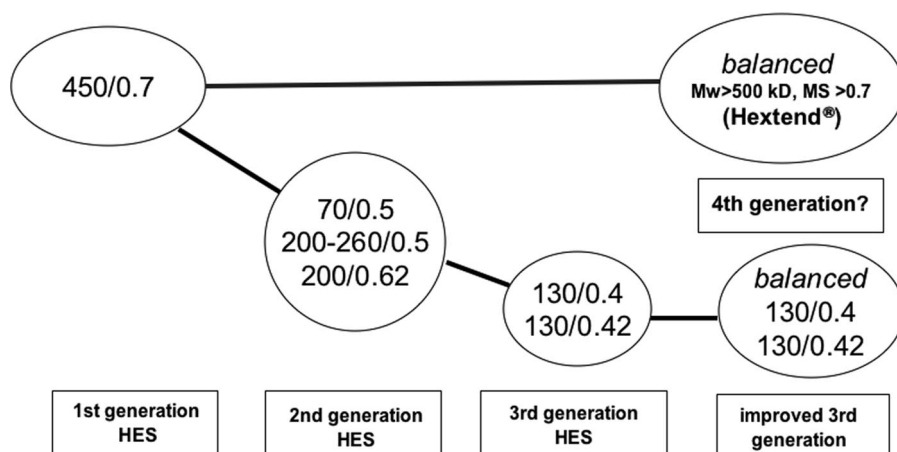 450/0.7
balanced
Mw>500 kD, MS >0.7
(Hextend®)
4th generation?
70/0.5
200-260/0.5
200/0.62
130/0.4
130/0.42
balanced
130/0.4
130/0.42
1st generation
HES
2nd generation
HES
3rd generation
HES
improved 3rd
generation